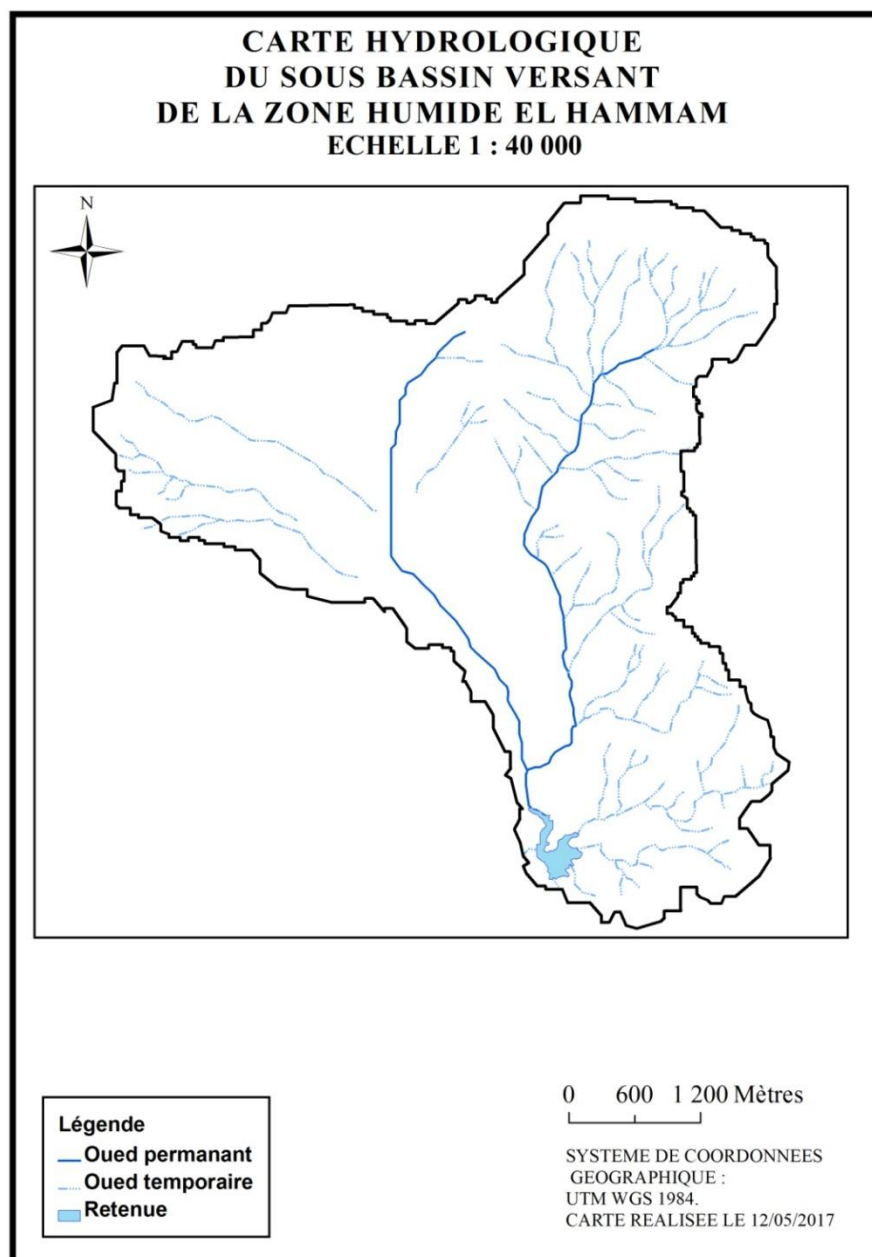 CARTE HYDROLOGIQUE
DU SOUS BASSIN VERSANT
DE LA ZONE HUMIDE EL HAMMAM
ECHELLE 1 : 40 000
N
0 600 1 200 Mètres
Légende
Oued permanant
Oued temporaire
Retenue
SYSTEME DE COORDONNEES
GEOGRAPHIQUE :
UTM WGS 1984.
CARTE REALISEE LE 12/05/2017